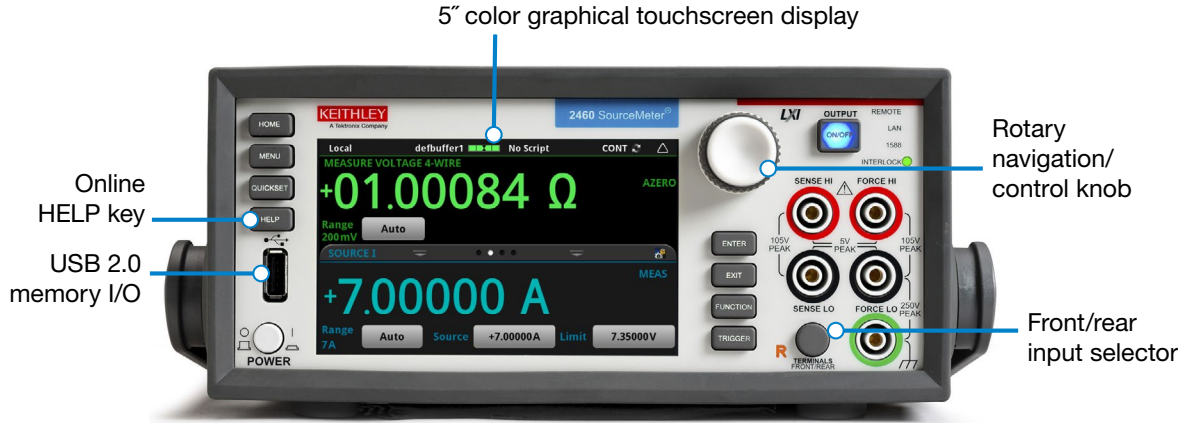 5″ color graphical touchscreen display
KEITHLEY
A Tektronix Company
2460 SourceMeter®
LXI
OUTPUT
ON/OFF
REMOTE
LAN
1588
INTERLOCK
HOME
MENU
QUICKSET
HELP
Online
HELP key
USB 2.0
memory I/O
POWER
Local defbuffer1 No Script CONT
MEASURE VOLTAGE 4-WIRE
+01.00084 Ω
AZERO
Range
200 mV
Auto
SOURCE I
MEAS
+7.00000 A
Range
7A
Auto
Source
+7.00000 A
Limit
7.35000 V
ENTER
EXIT
FUNCTION
TRIGGER
SENSE HI
FORCE HI
105V
PEAK
5V
PEAK
105V
PEAK
SENSE LO
FORCE LO
250V
PEAK
R
TERMINALS
FRONT/REAR
Rotary
navigation/
control knob
Front/rear
input selector